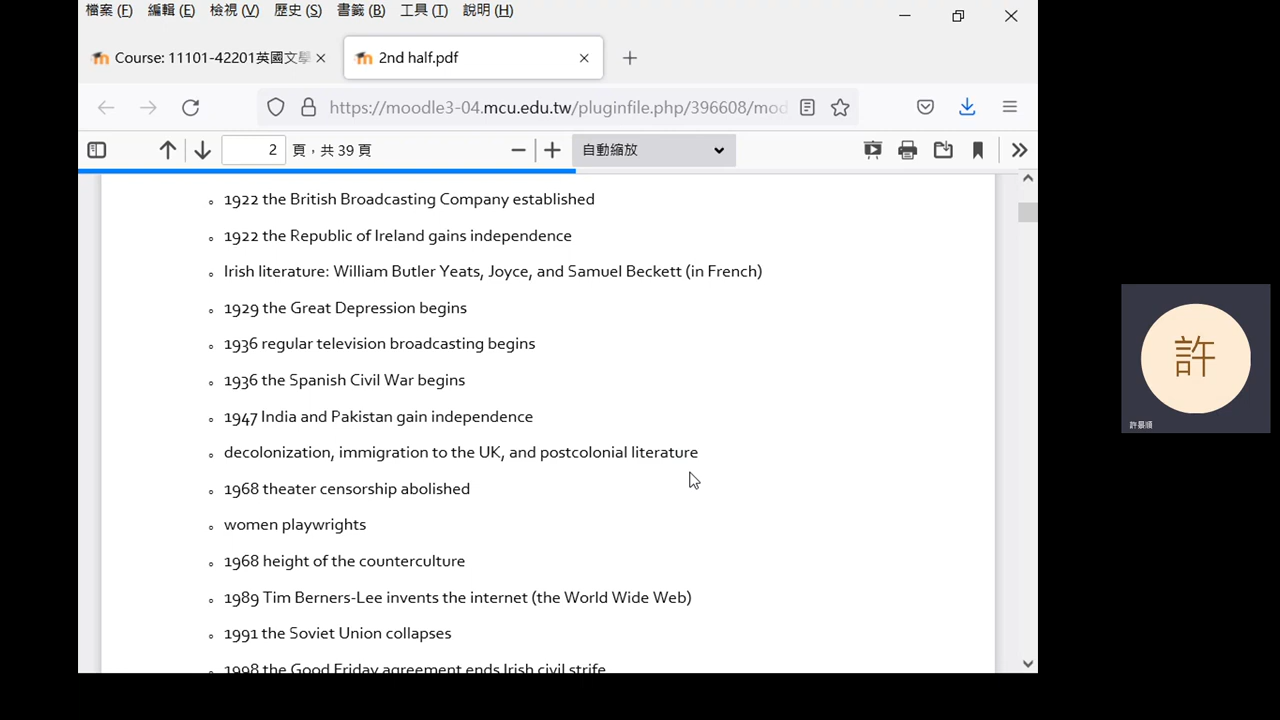 檔案 (F) 編輯 (E) 檢視 (V) 歷史 (S) 書籤 (B) 工具 (T) 說明 (H)
Course: 11101-42201英國文學
2nd half.pdf
https://moodle3-04.mcu.edu.tw/pluginfile.php/396608/mod
2 頁，共 39 頁
自動縮放
1922 the British Broadcasting Company established
1922 the Republic of Ireland gains independence
Irish literature: William Butler Yeats, Joyce, and Samuel Beckett (in French)
1929 the Great Depression begins
1936 regular television broadcasting begins
1936 the Spanish Civil War begins
1947 India and Pakistan gain independence
decolonization, immigration to the UK, and postcolonial literature
1968 theater censorship abolished
women playwrights
1968 height of the counterculture
1989 Tim Berners-Lee invents the internet (the World Wide Web)
1991 the Soviet Union collapses
1998 the Good Friday agreement ends Irish civil strife
許